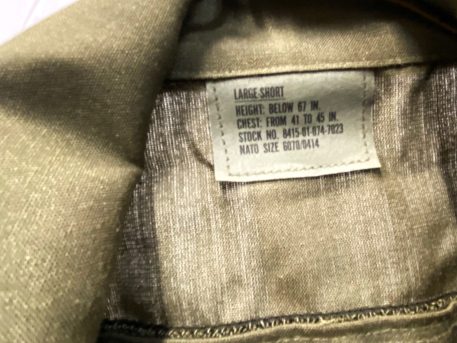 LARGE-SHORT
HEIGHT: BELOW 67 IN.
CHEST: FROM 41 TO 45 IN.
STOCK NO. 8415-01-074-7023
NATO SIZE 6070/0414